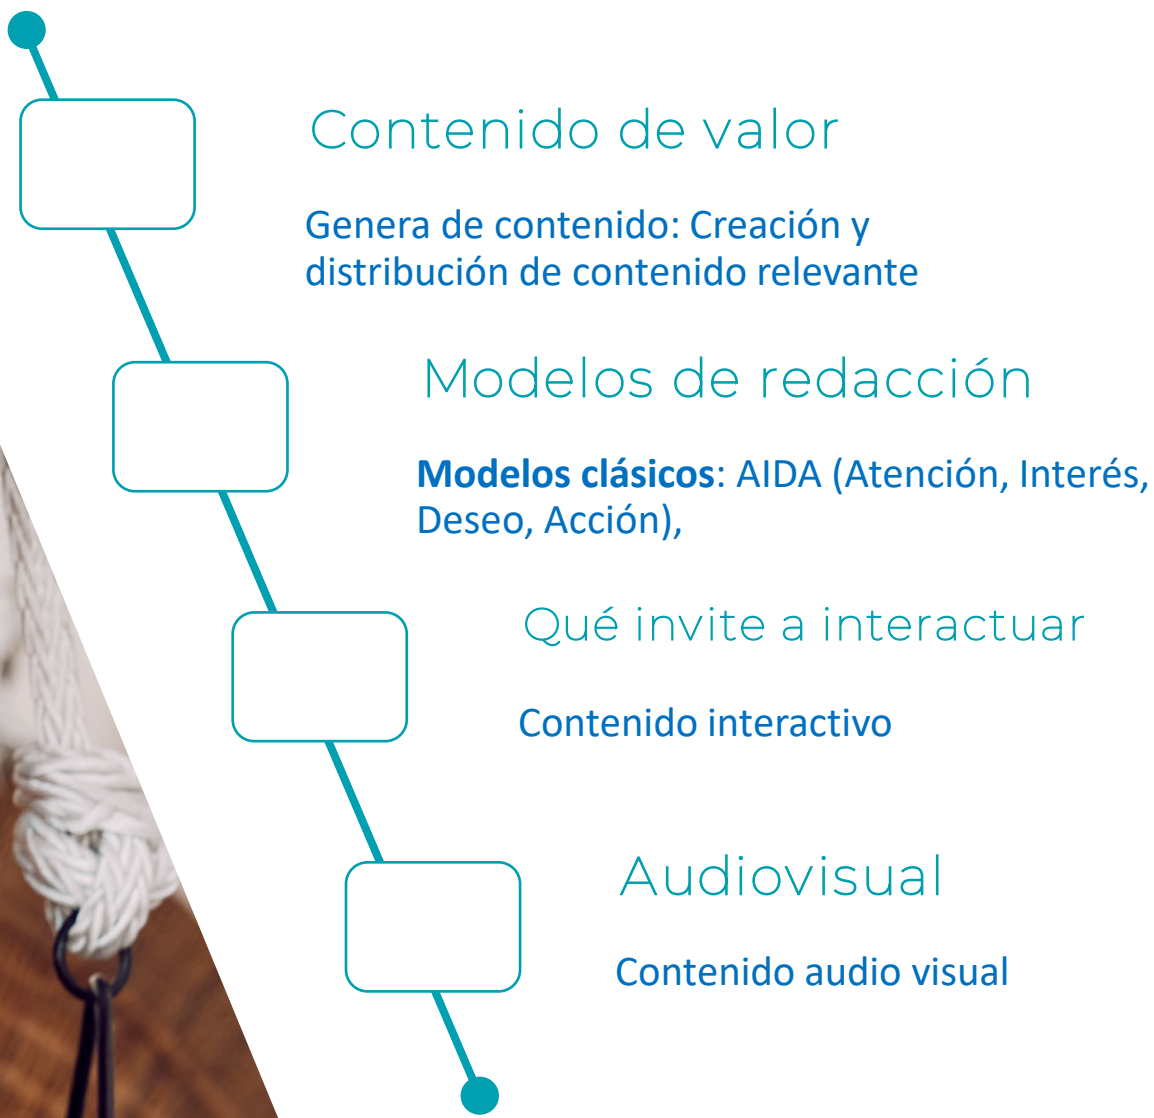 Contenido de valor
Genera de contenido: Creación y
distribución de contenido relevante
Modelos de redacción
Modelos clásicos: AIDA (Atención, Interés,
Deseo, Acción),
Qué invite a interactuar
Contenido interactivo
Audiovisual
Contenido audio visual